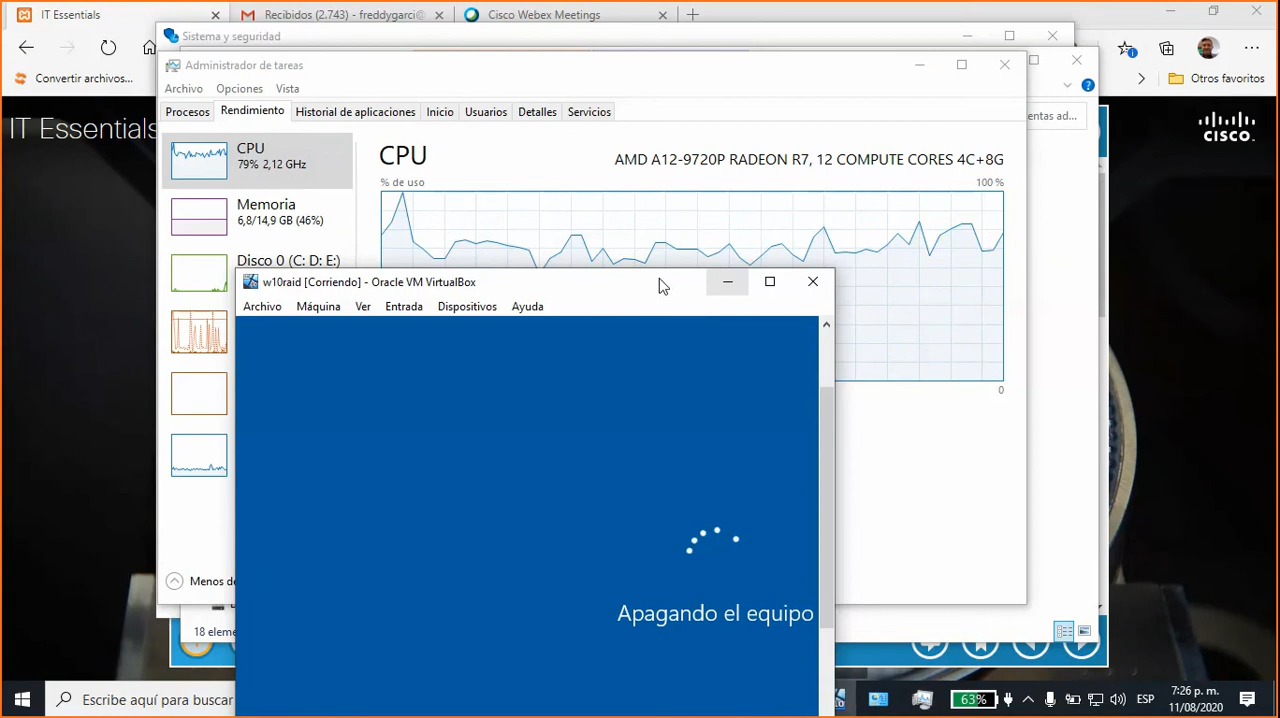 IT Essentials
Recibidos (2.743) - freddygarci@
Cisco Webex Meetings
Sistema y seguridad
Convertir archivos...
Otros favoritos
Administrador de tareas
Archivo Opciones Vista
Procesos Rendimiento Historial de aplicaciones Inicio Usuarios Detalles Servicios
entas ad...
IT Essentials
CISCO
CPU
79% 2,12 GHz
CPU
AMD A12-9720P RADEON R7, 12 COMPUTE CORES 4C+8G
% de uso
100 %
Memoria
6,8/14,9 GB (46%)
Disco 0 (C: D: E:)
w10raid [Corriendo] - Oracle VM VirtualBox
Archivo Máquina Ver Entrada Dispositivos Ayuda
0
Apagando el equipo
Menos de
18 eleme
Escribe aquí para buscar
63%
ESP
7:26 p. m.
11/08/2020